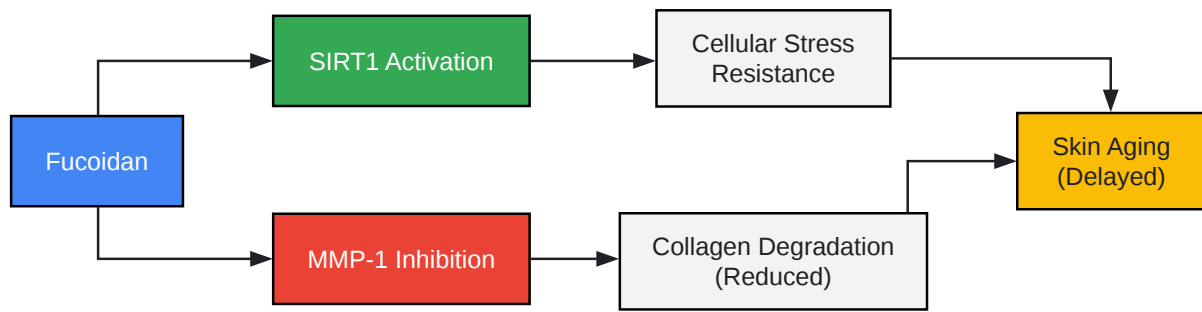 SIRT1 Activation
Cellular Stress
Resistance
Fucoidan
Skin Aging
(Delayed)
MMP-1 Inhibition
Collagen Degradation
(Reduced)